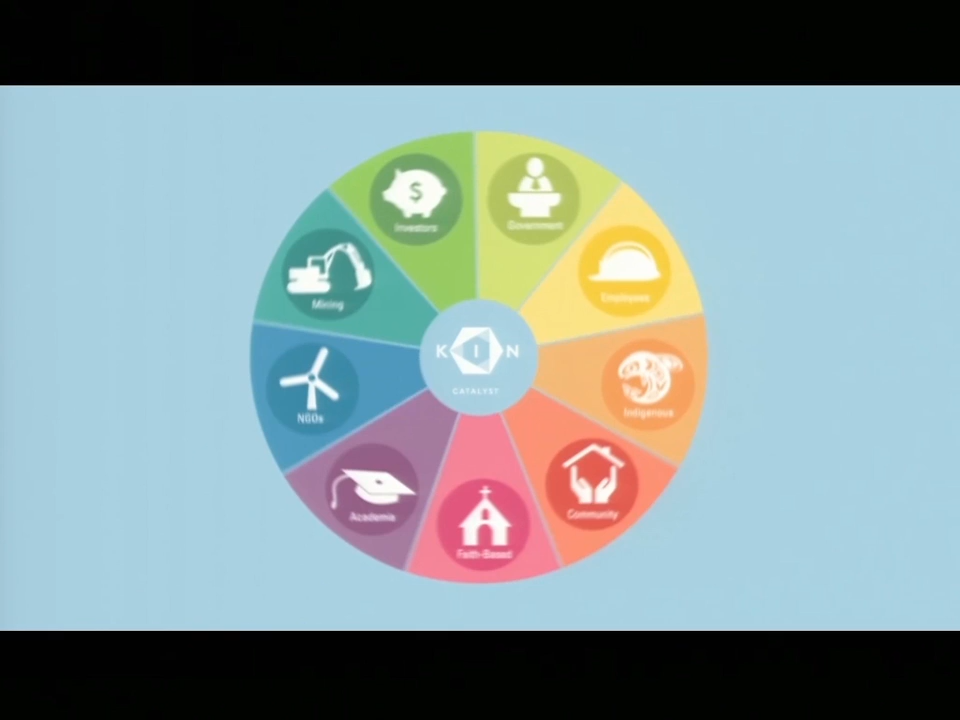 $
Investors
Government
Mining
Employees
K I N
CATALYST
NGOs
Indigenous
Academia
Community
Faith-Based